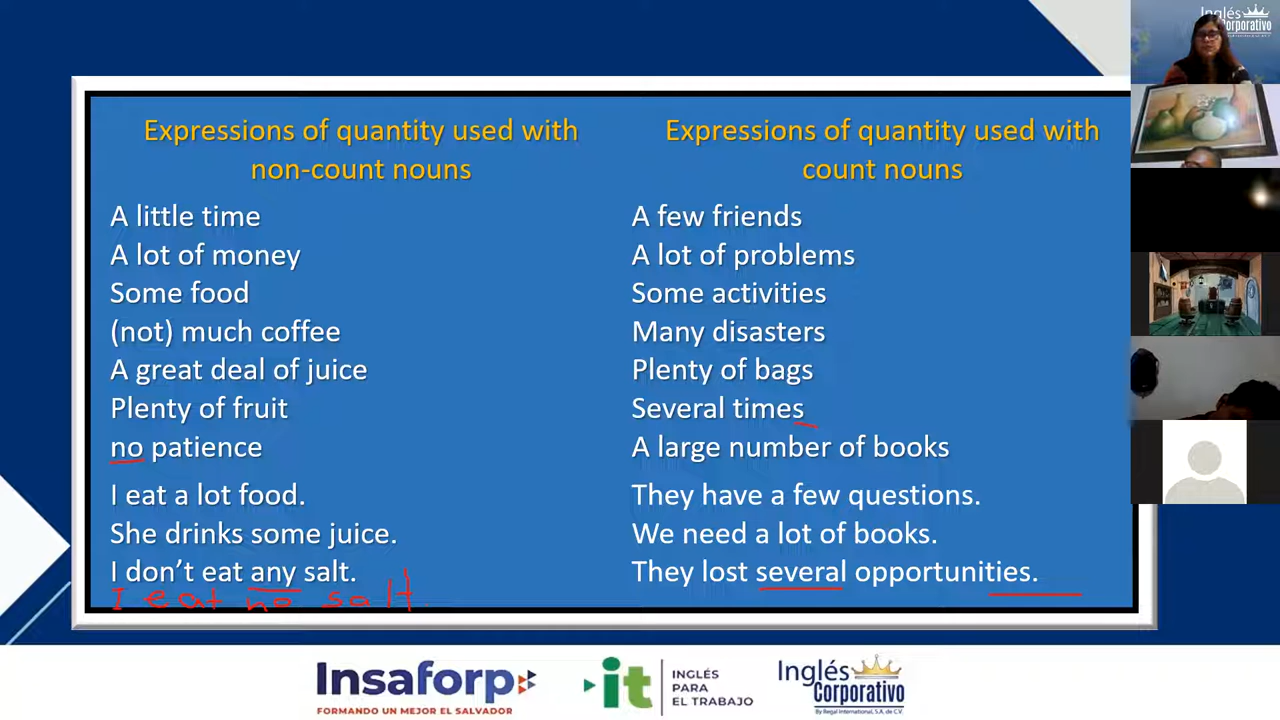 Inglés
Corporativo
Expressions of quantity used with
non-count nouns
A little time
A lot of money
Some food
(not) much coffee
A great deal of juice
Plenty of fruit
no patience
I eat a lot food.
She drinks some juice.
I don't eat any salt.
I eat no salt.
Expressions of quantity used with
count nouns
A few friends
A lot of problems
Some activities
Many disasters
Plenty of bags
Several times
A large number of books
They have a few questions.
We need a lot of books.
They lost several opportunities.
Insaforp
FORMANDO UN MEJOR EL SALVADOR
it
INGLÉS
PARA
EL TRABAJO
Inglés
Corporativo
By Regal International, S.A. de C.V.